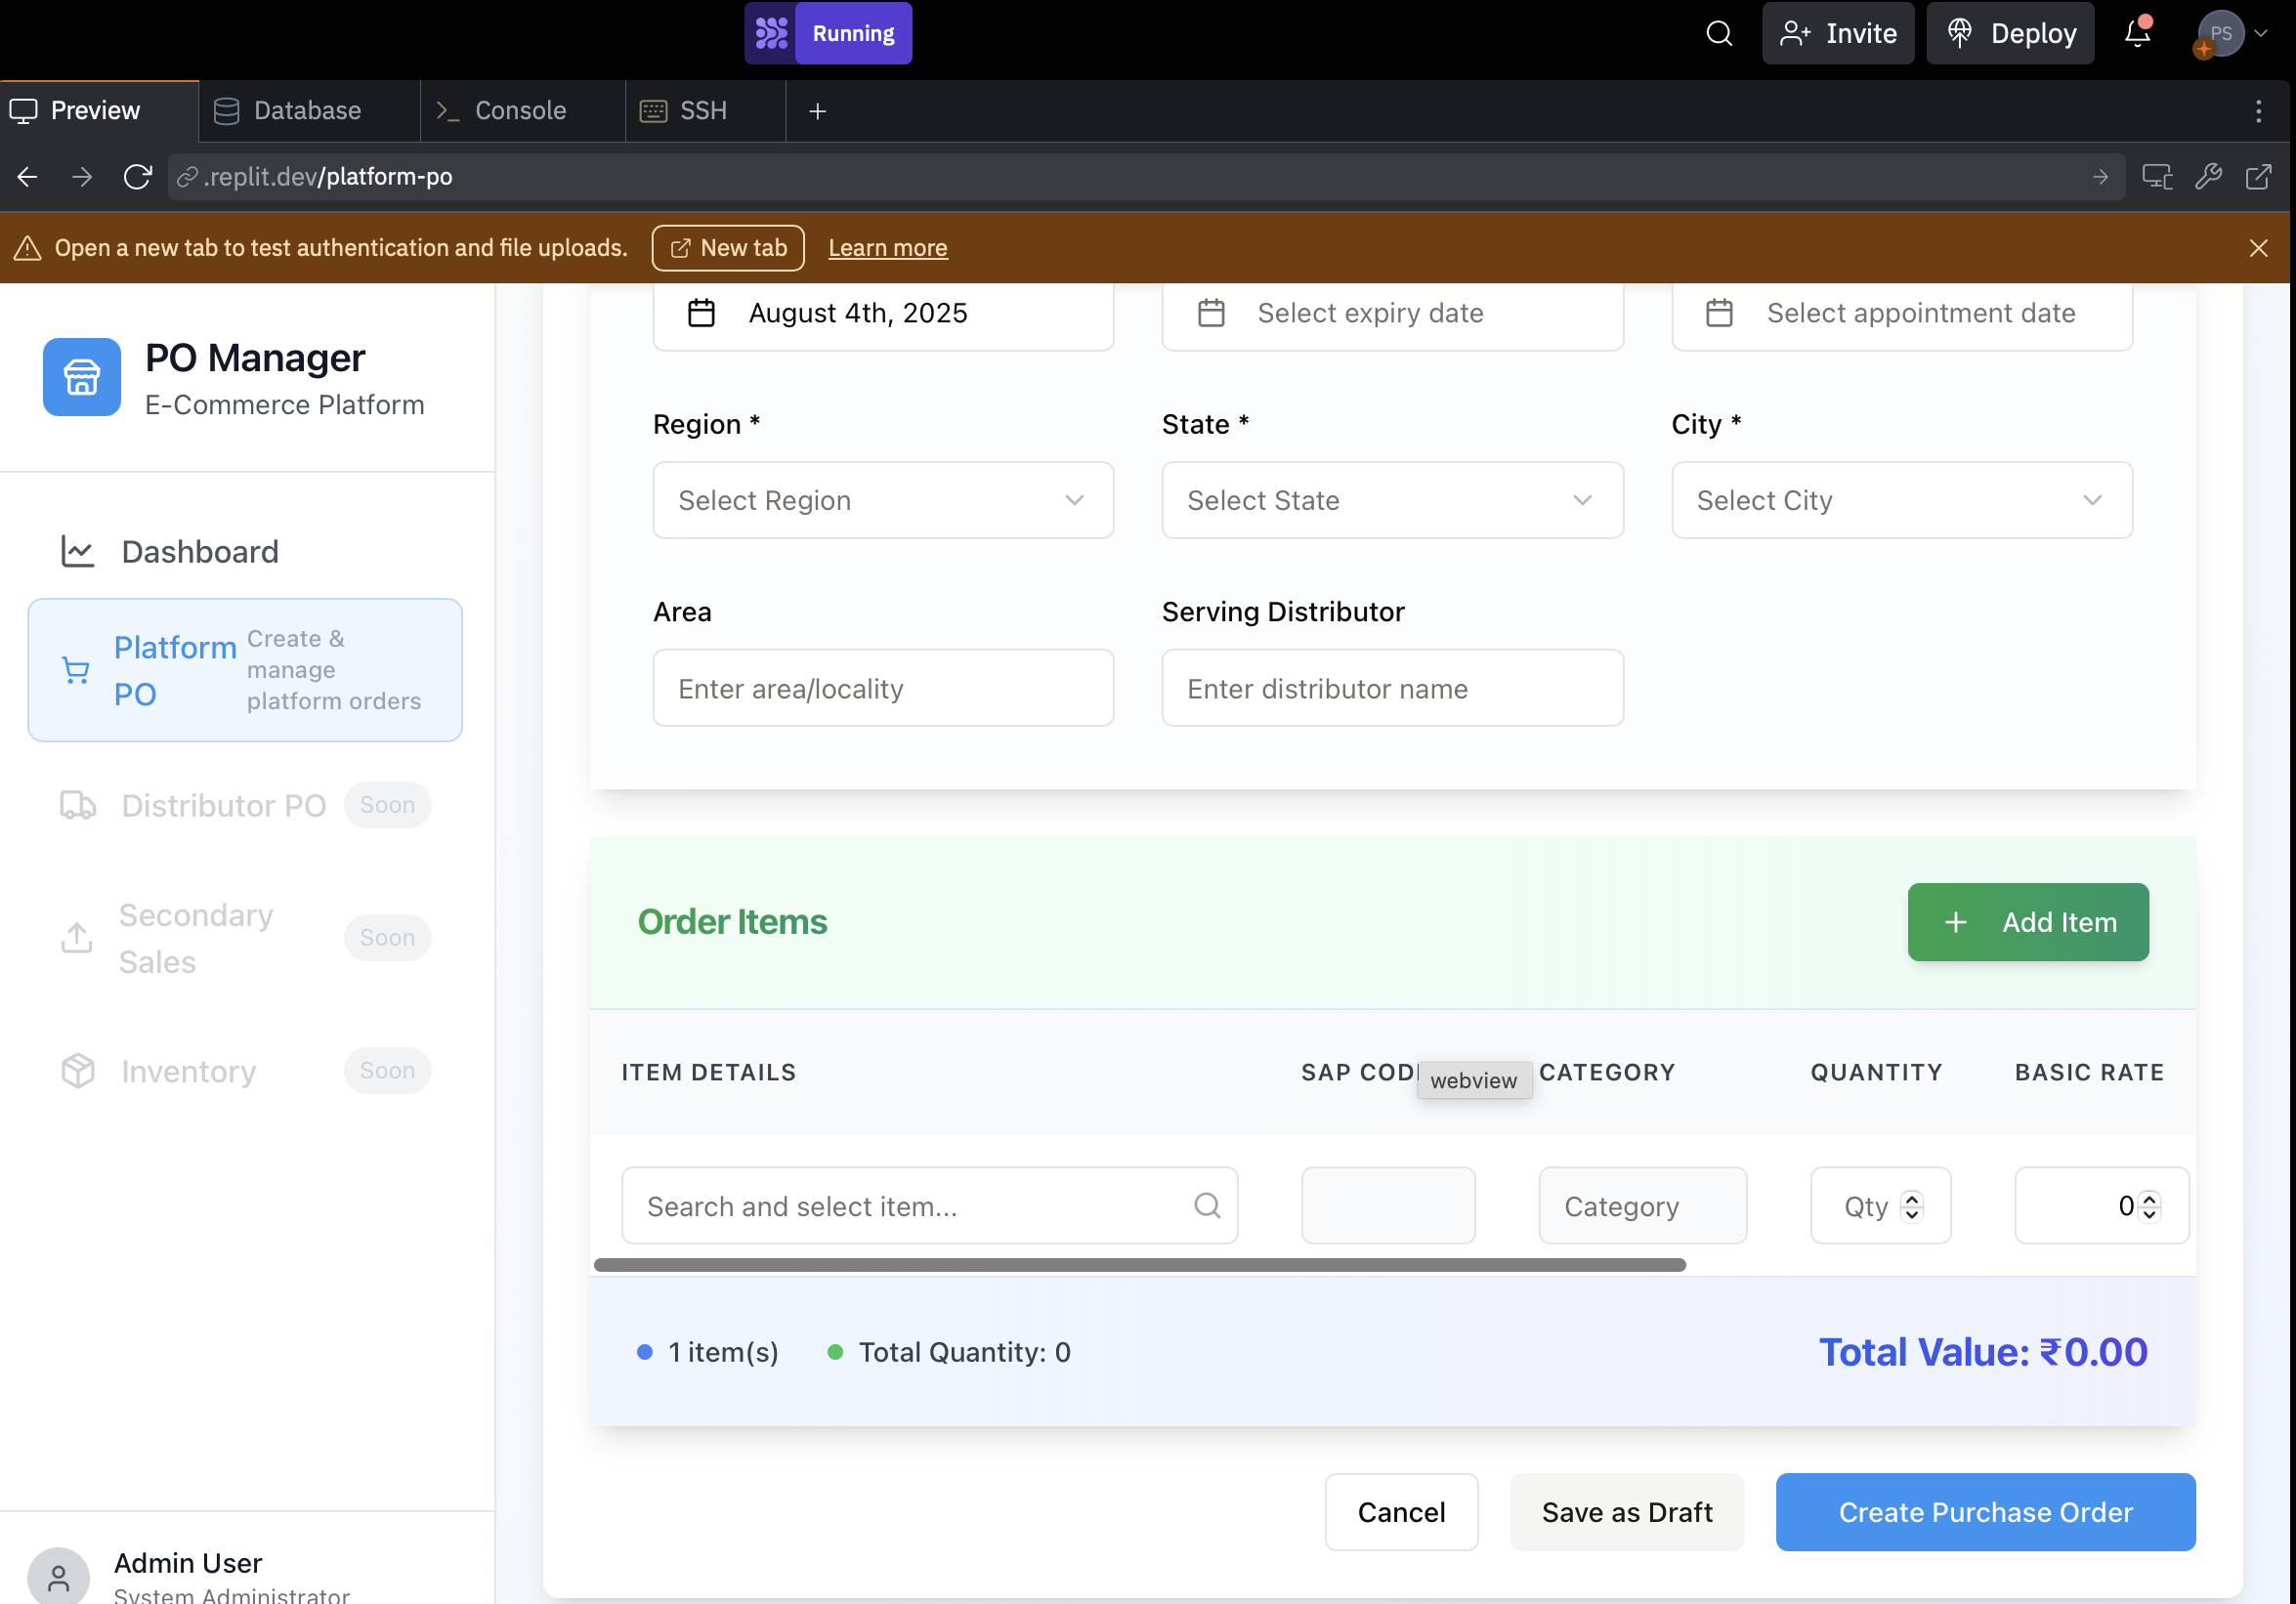 Running
Invite
Deploy
PS
Preview
Database
Console
SSH
.replit.dev/platform-po
Open a new tab to test authentication and file uploads.
New tab
Learn more
PO Manager
E-Commerce Platform
Dashboard
Platform PO
Create & manage platform orders
Distributor PO
Soon
Secondary Sales
Soon
Inventory
Soon
Admin User
System Administrator
August 4th, 2025
Select expiry date
Select appointment date
Region *
State *
City *
Select Region
Select State
Select City
Area
Serving Distributor
Enter area/locality
Enter distributor name
Order Items
+ Add Item
ITEM DETAILS
SAP COD
webview
CATEGORY
QUANTITY
BASIC RATE
Search and select item...
Category
Qty
0
1 item(s)
Total Quantity: 0
Total Value: ₹0.00
Cancel
Save as Draft
Create Purchase Order